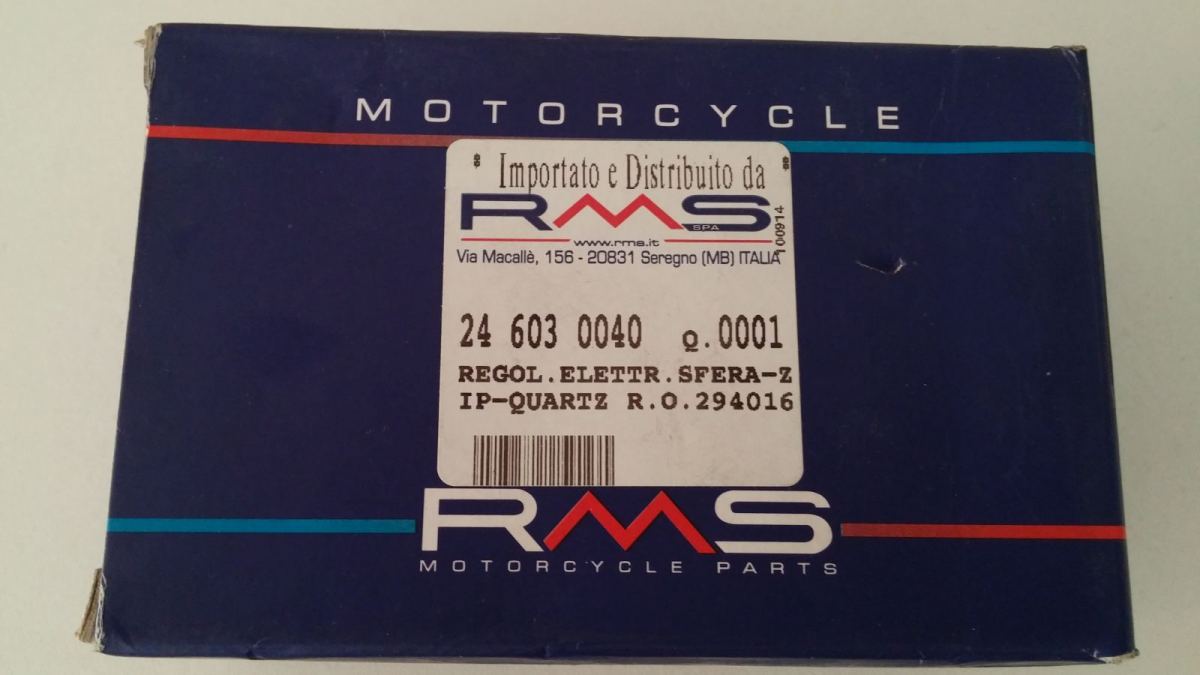 MOTORCYCLE
Importato e Distribuito da
RMS
SPA
www.rms.it
100914
Via Macallè, 156 - 20831 Seregno (MB) ITALIA
24 603 0040 Q.0001
REGOL.ELETTR.SFERA-Z
IP-QUARTZ R.O.294016
RMS
MOTORCYCLE PARTS